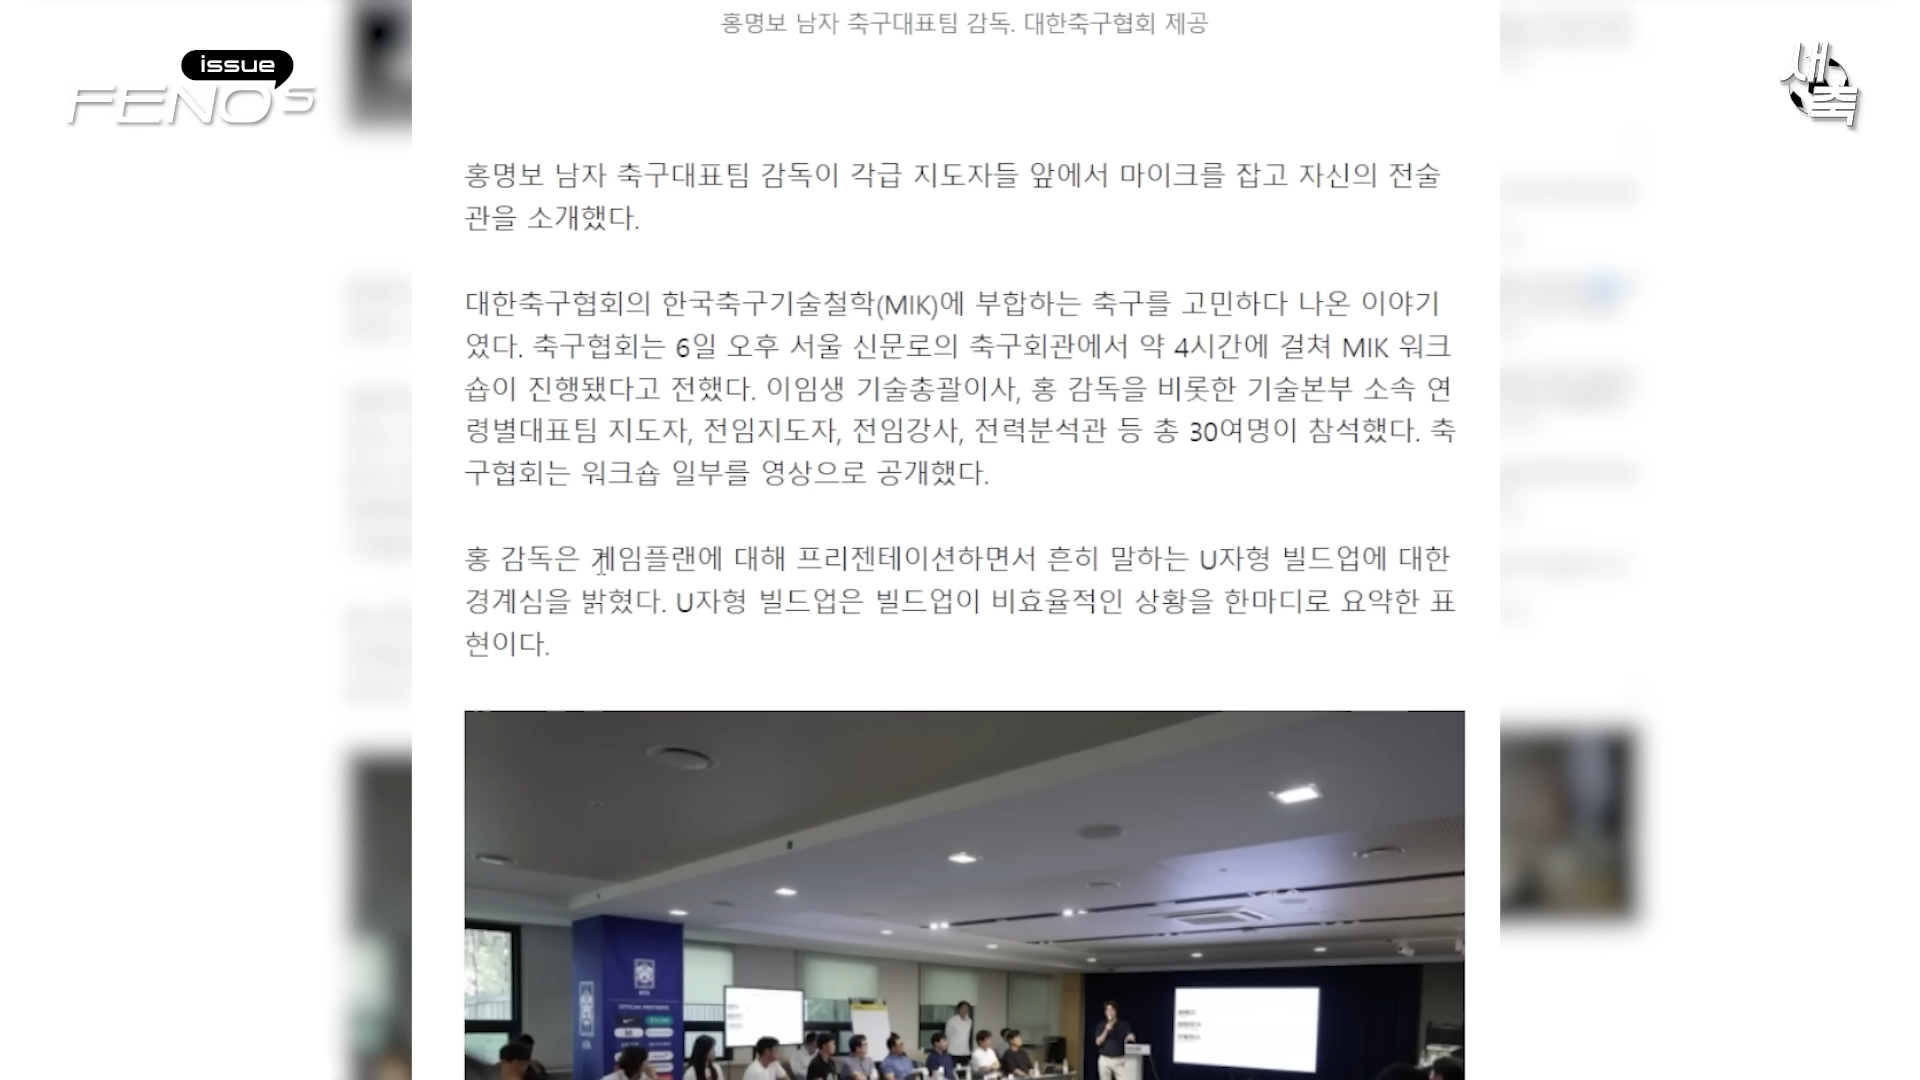 홍명보 남자 축구대표팀 감독. 대한축구협회 제공
issue
FENOS
새축
홍명보 남자 축구대표팀 감독이 각급 지도자들 앞에서 마이크를 잡고 자신의 전술
관을 소개했다.
대한축구협회의 한국축구기술철학(MIK)에 부합하는 축구를 고민하다 나온 이야기
였다. 축구협회는 6일 오후 서울 신문로의 축구회관에서 약 4시간에 걸쳐 MIK 워크
숍이 진행됐다고 전했다. 이임생 기술총괄이사, 홍 감독을 비롯한 기술본부 소속 연
령별대표팀 지도자, 전임지도자, 전임강사, 전력분석관 등 총 30여명이 참석했다. 축
구협회는 워크숍 일부를 영상으로 공개했다.
홍 감독은 게임플랜에 대해 프리젠테이션하면서 흔히 말하는 U자형 빌드업에 대한
경계심을 밝혔다. U자형 빌드업은 빌드업이 비효율적인 상황을 한마디로 요약한 표
현이다.